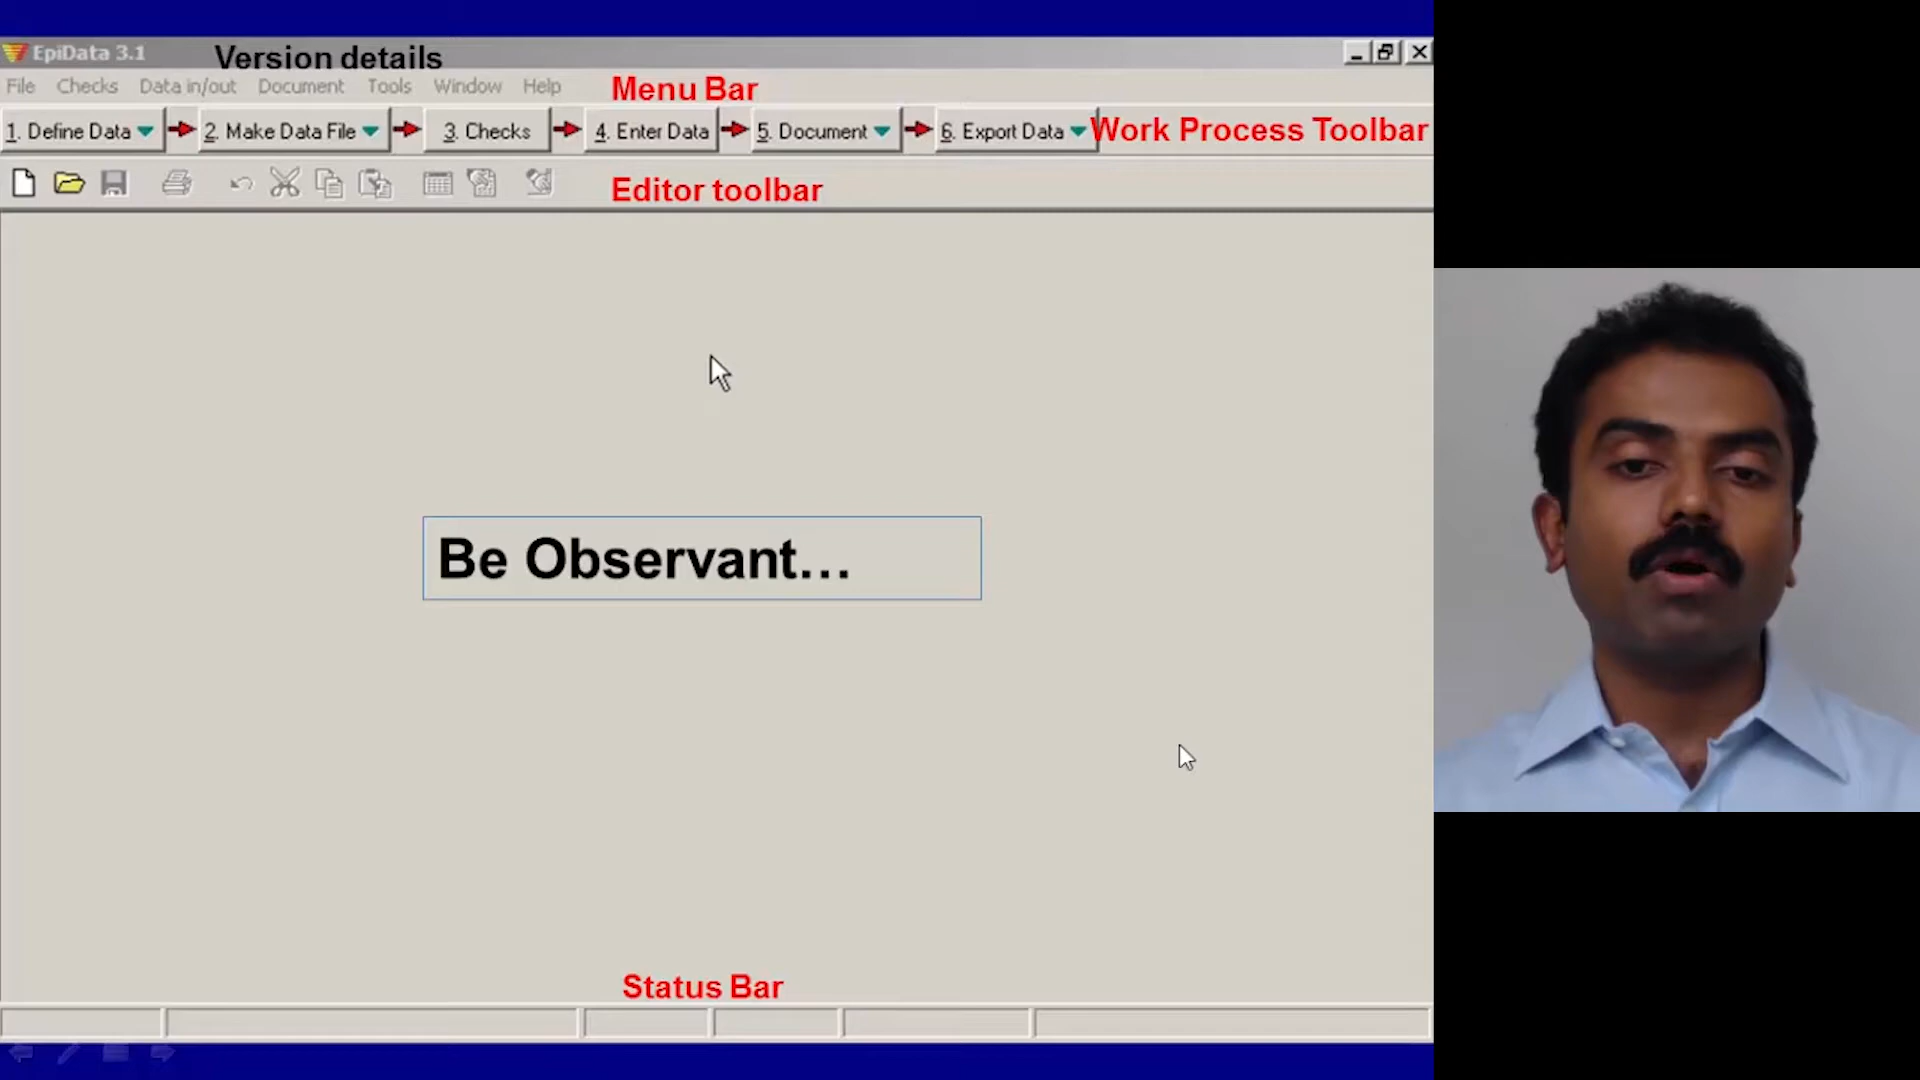 EpiData 3.1 Version details
File Checks Data in/out Document Tools Window Help Menu Bar
1. Define Data 2. Make Data File 3. Checks 4. Enter Data 5. Document 6. Export Data Work Process Toolbar
Editor toolbar
Be Observant...
Status Bar